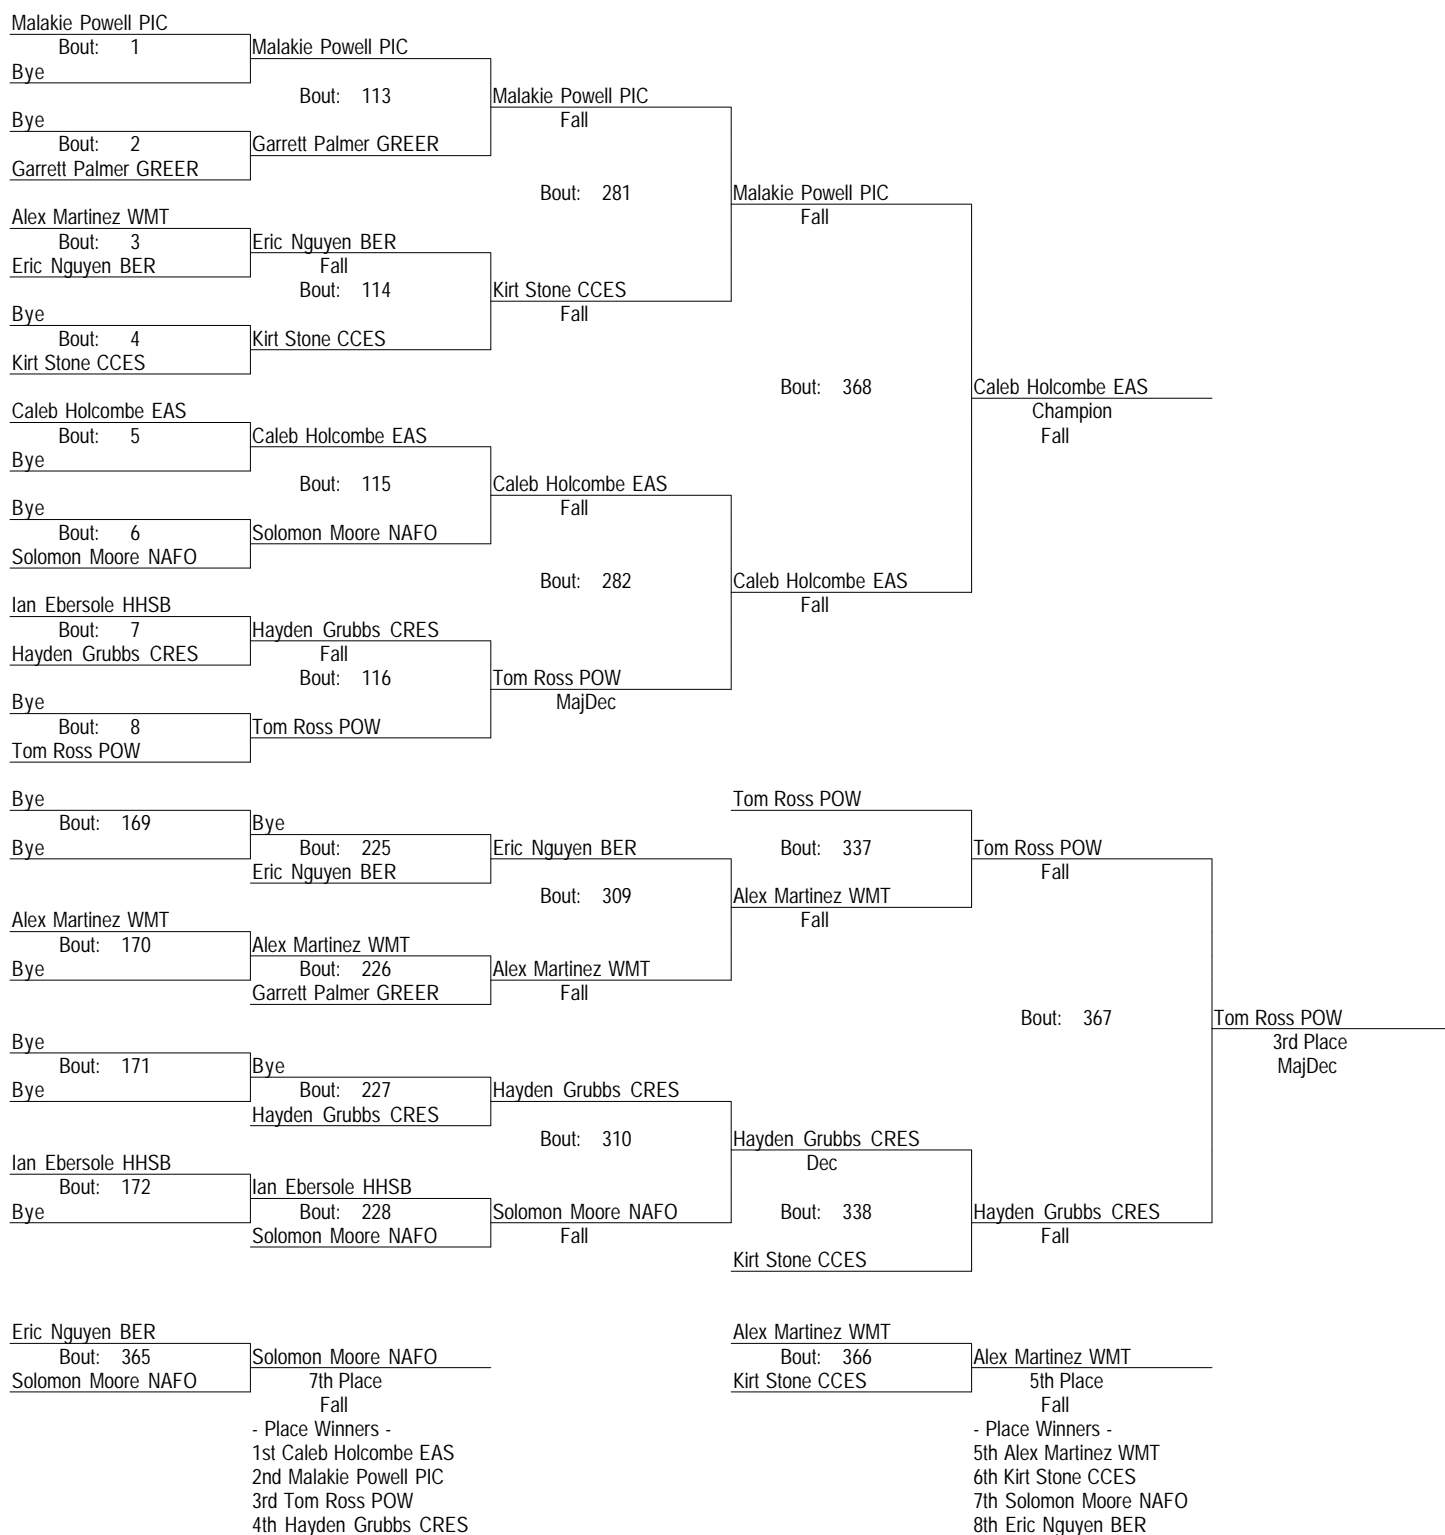 Malakie Powell PIC
Bout: 1
Malakie Powell PIC
Bye
Bout: 113
Malakie Powell PIC
Bye
Fall
Bout: 2
Garrett Palmer GREER
Garrett Palmer GREER
Bout: 281
Malakie Powell PIC
Alex Martinez WMT
Fall
Bout: 3
Eric Nguyen BER
Eric Nguyen BER
Fall
Bout: 114
Kirt Stone CCES
Bye
Fall
Bout: 4
Kirt Stone CCES
Kirt Stone CCES
Bout: 368
Caleb Holcombe EAS
Caleb Holcombe EAS
Champion
Bout: 5
Caleb Holcombe EAS
Fall
Bye
Bout: 115
Caleb Holcombe EAS
Bye
Fall
Bout: 6
Solomon Moore NAFO
Solomon Moore NAFO
Bout: 282
Caleb Holcombe EAS
Ian Ebersole HHSB
Fall
Bout: 7
Hayden Grubbs CRES
Hayden Grubbs CRES
Fall
Bout: 116
Tom Ross POW
Bye
MajDec
Bout: 8
Tom Ross POW
Tom Ross POW
Bye
Tom Ross POW
Bout: 169
Bye
Bye
Bout: 225
Eric Nguyen BER
Bout: 337
Tom Ross POW
Eric Nguyen BER
Fall
Bout: 309
Alex Martinez WMT
Alex Martinez WMT
Fall
Bout: 170
Alex Martinez WMT
Bye
Bout: 226
Alex Martinez WMT
Garrett Palmer GREER
Fall
Bout: 367
Tom Ross POW
Bye
3rd Place
Bout: 171
Bye
MajDec
Bye
Bout: 227
Hayden Grubbs CRES
Hayden Grubbs CRES
Bout: 310
Hayden Grubbs CRES
Ian Ebersole HHSB
Dec
Bout: 172
Ian Ebersole HHSB
Bye
Bout: 228
Solomon Moore NAFO
Bout: 338
Hayden Grubbs CRES
Solomon Moore NAFO
Fall
Fall
Kirt Stone CCES
Eric Nguyen BER
Bout: 365
Solomon Moore NAFO
Solomon Moore NAFO
7th Place
Fall
- Place Winners -
1st Caleb Holcombe EAS
2nd Malakie Powell PIC
3rd Tom Ross POW
4th Hayden Grubbs CRES
Alex Martinez WMT
Bout: 366
Alex Martinez WMT
Kirt Stone CCES
5th Place
Fall
- Place Winners -
5th Alex Martinez WMT
6th Kirt Stone CCES
7th Solomon Moore NAFO
8th Eric Nguyen BER